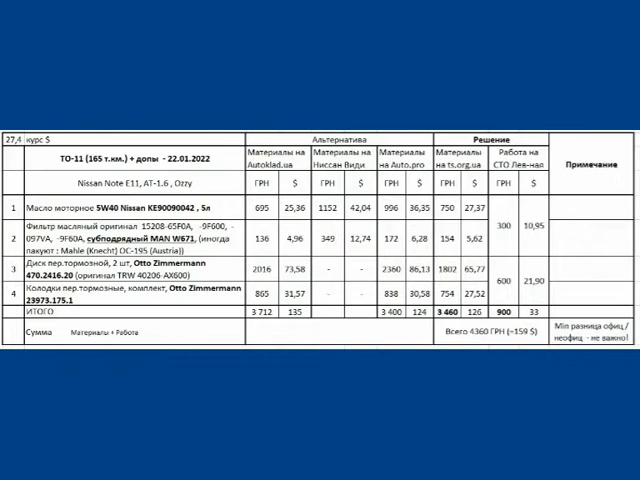 27,4 курс $ Альтернатива Решение
ТО-11 (165 т.км.) + допы - 22.01.2022 Материалы на Autoklad.ua Материалы на Ниссан Види Материалы на Auto.pro Материалы на ts.org.ua Работа на СТО Лев-ная Примечание
Nissan Note E11, AT-1.6 , Ozzy ГРН $ ГРН $ ГРН $ ГРН $ ГРН $
1 Масло моторное 5W40 Nissan KE90090042 , 5л 695 25,36 1152 42,04 996 36,35 750 27,37 300 10,95
2 Фильтр масляный оригинал 15208-65F0A, -9F600, -
097VA, -9F60A, субподрядный MAN W671, (иногда 136 4,96 349 12,74 172 6,28 154 5,62
пакуют : Mahle (Knecht) OC-195 (Austria))
3 Диск пер.тормозной, 2 шт, Otto Zimmermann
470.2416.20 (оригинал TRW 40206-AX600) 2016 73,58 - - 2360 86,13 1802 65,77 600 21,90
4 Колодки пер.тормозные, комплект, Otto Zimmermann
23973.175.1 865 31,57 - - 838 30,58 754 27,52
ИТОГО 3 712 135 3 400 124 3 460 126 900 33
Сумма Материалы + Работа Всего 4360 ГРН (~159 $) Min разница офиц /
неофиц - не важно!